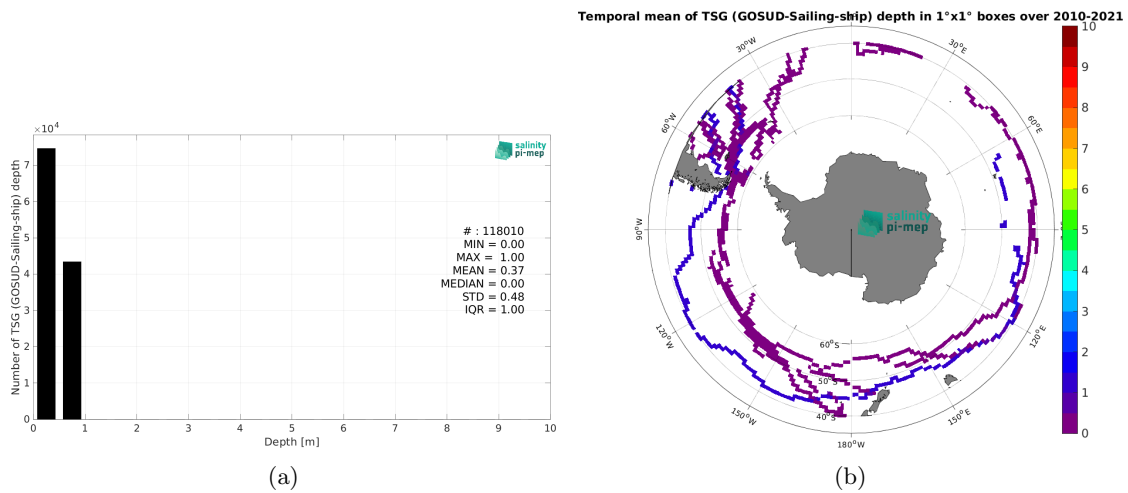 ×10⁴
7
6
5
4
3
2
1
0
Number of TSG (GOSUD-Sailing-ship) depth
salinity
pi-mep
# : 118010
MIN = 0.00
MAX = 1.00
MEAN = 0.37
MEDIAN = 0.00
STD = 0.48
IQR = 1.00
0 1 2 3 4 5 6 7 8 9 10
Depth [m]
(a)
Temporal mean of TSG (GOSUD-Sailing-ship) depth in 1°x1° boxes over 2010-2021
30°W
30°E
60°W
60°E
90°W
120°W
120°E
150°W
150°E
180°W
60°S
50°S
40°S
salinity
pi-mep
10
9
8
7
6
5
4
3
2
1
0
(b)